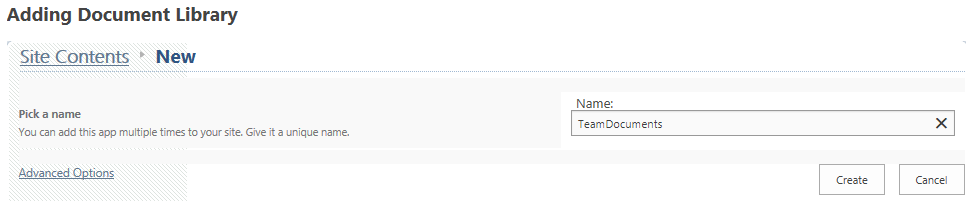 Adding Document Library
Site Contents New
Pick a name
You can add this app multiple times to your site. Give it a unique name.
Name:
TeamDocuments
Advanced Options
Create Cancel